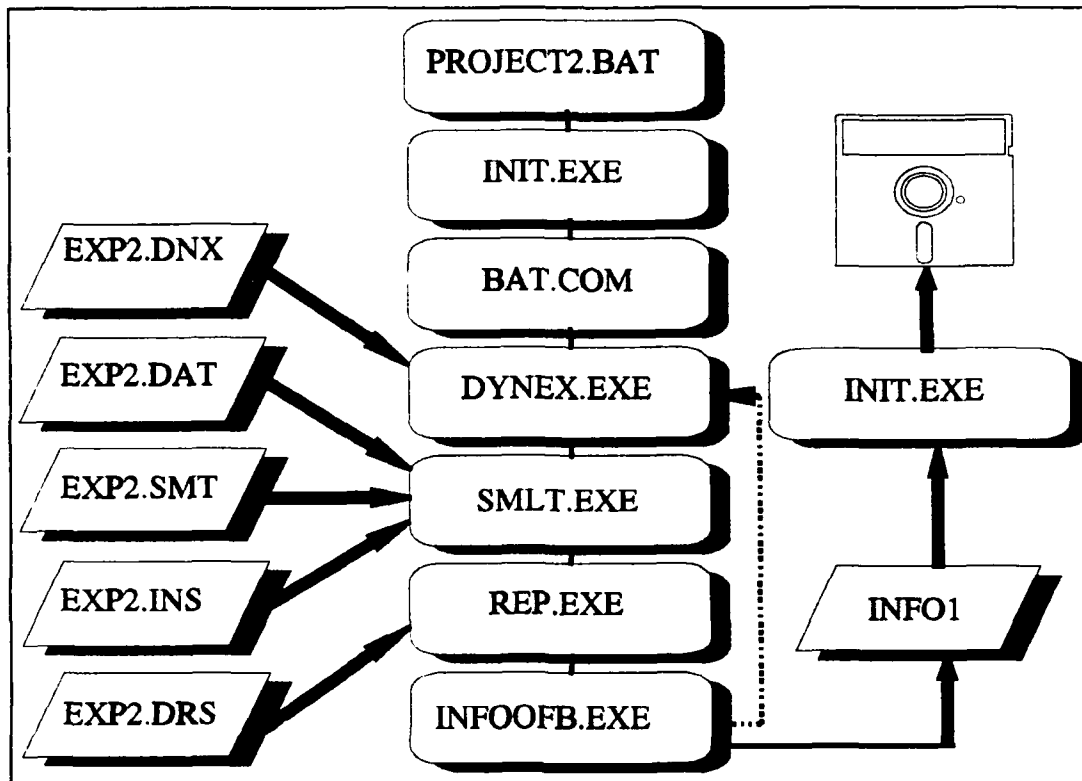 PROJECT2.BAT
INIT.EXE
BAT.COM
DYNEX.EXE
SMLT.EXE
REP.EXE
INFOOFB.EXE
EXP2.DNX
EXP2.DAT
EXP2.SMT
EXP2.INS
EXP2.DRS
INIT.EXE
INFO1